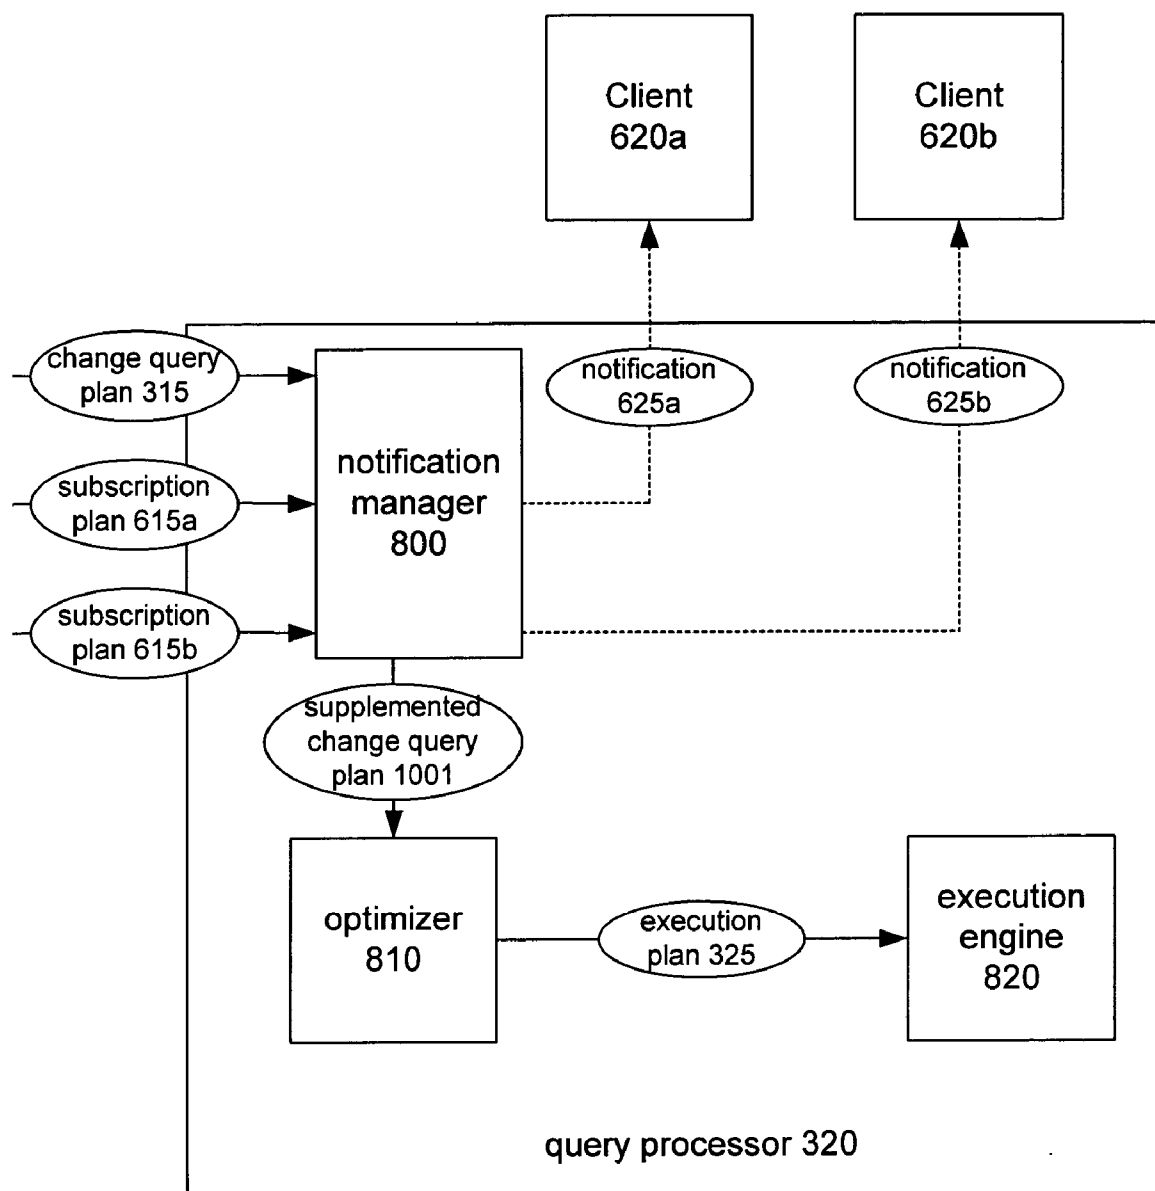 Client
620a
Client
620b
change query
plan 315
notification
625a
notification
625b
subscription
plan 615a
notification
manager
800
subscription
plan 615b
supplemented
change query
plan 1001
optimizer
810
execution
plan 325
execution
engine
820
query processor 320